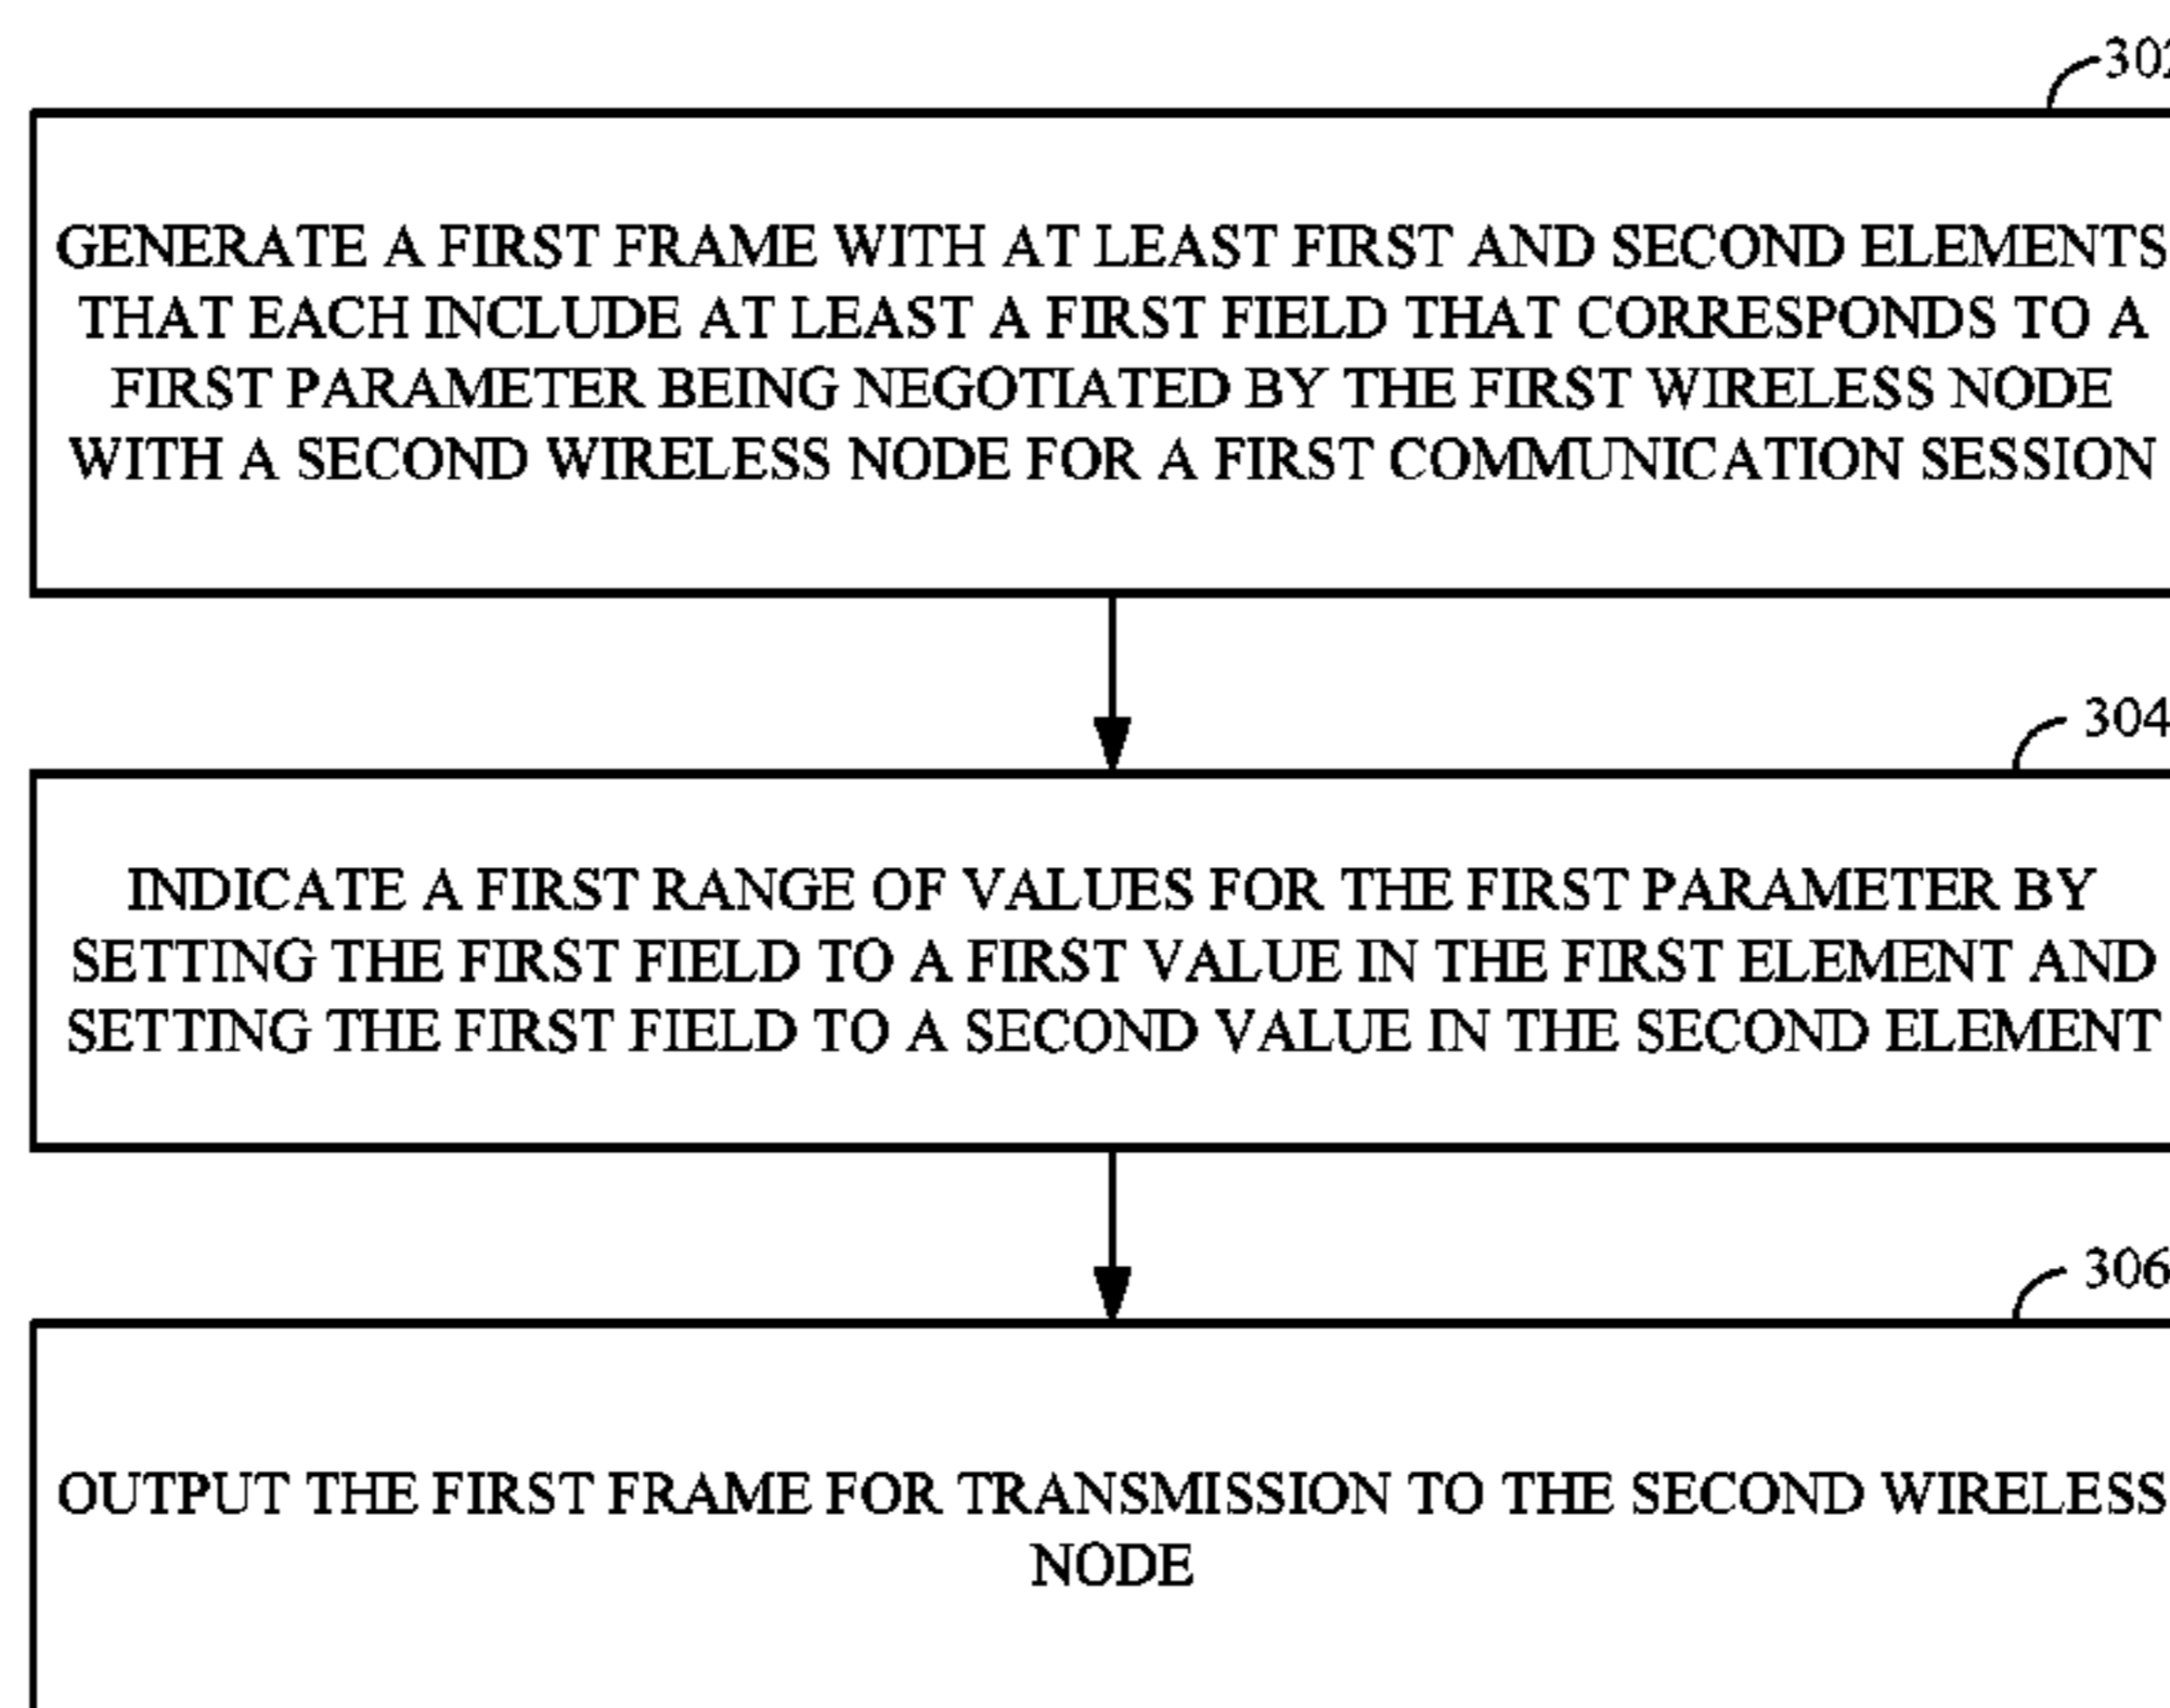 302
GENERATE A FIRST FRAME WITH AT LEAST FIRST AND SECOND ELEMENTS
THAT EACH INCLUDE AT LEAST A FIRST FIELD THAT CORRESPONDS TO A
FIRST PARAMETER BEING NEGOTIATED BY THE FIRST WIRELESS NODE
WITH A SECOND WIRELESS NODE FOR A FIRST COMMUNICATION SESSION
304
INDICATE A FIRST RANGE OF VALUES FOR THE FIRST PARAMETER BY
SETTING THE FIRST FIELD TO A FIRST VALUE IN THE FIRST ELEMENT AND
SETTING THE FIRST FIELD TO A SECOND VALUE IN THE SECOND ELEMENT
306
OUTPUT THE FIRST FRAME FOR TRANSMISSION TO THE SECOND WIRELESS
NODE